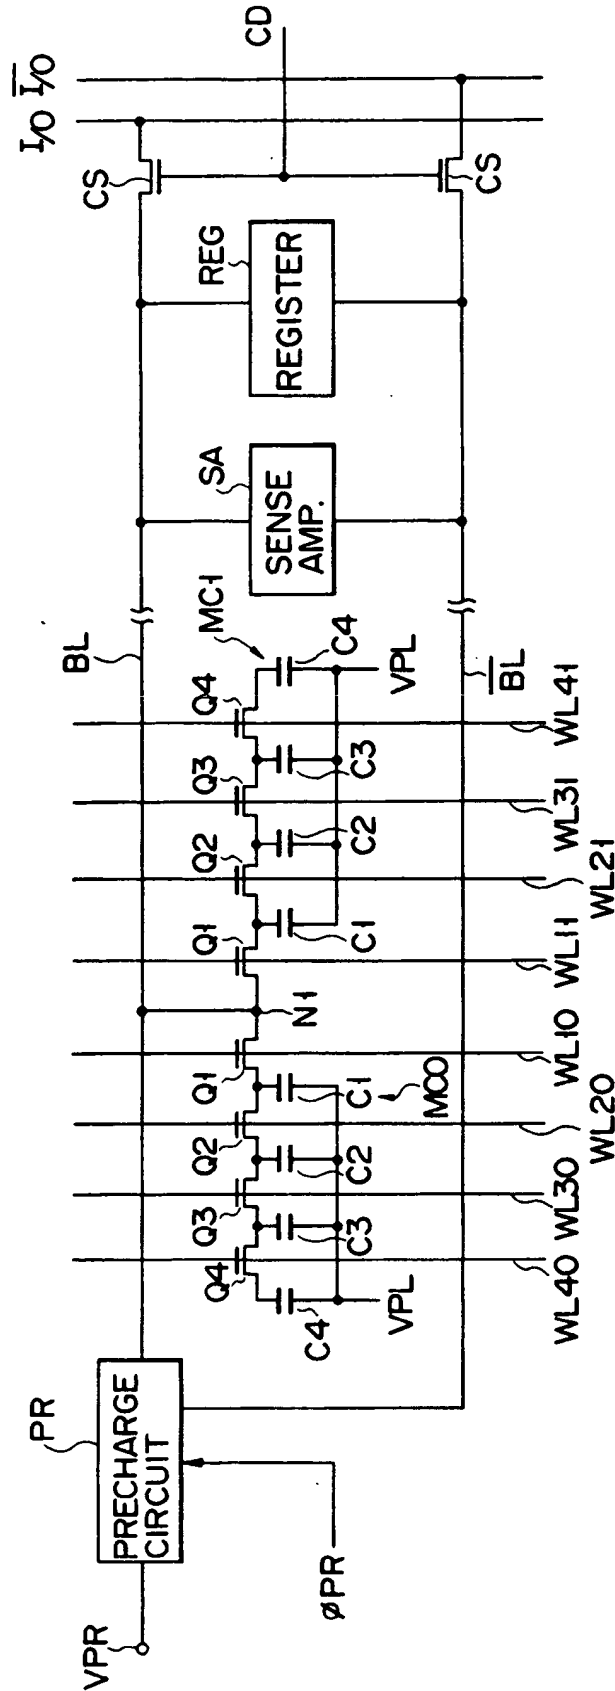 VPR
PR
PRECHARGE
CIRCUIT
øPR
BL
I/O
I̅/̅O̅
CS
Q4
Q3
Q2
Q1
Q1
Q2
Q3
Q4
MC1
SA
SENSE
AMP.
REG
REGISTER
CD
N1
C4
C3
C2
C1
C1
C2
C3
C4
VPL
MC0
VPL
CS
B̅L̅
WL40
WL30
WL20
WL10
WL11
WL21
WL31
WL41